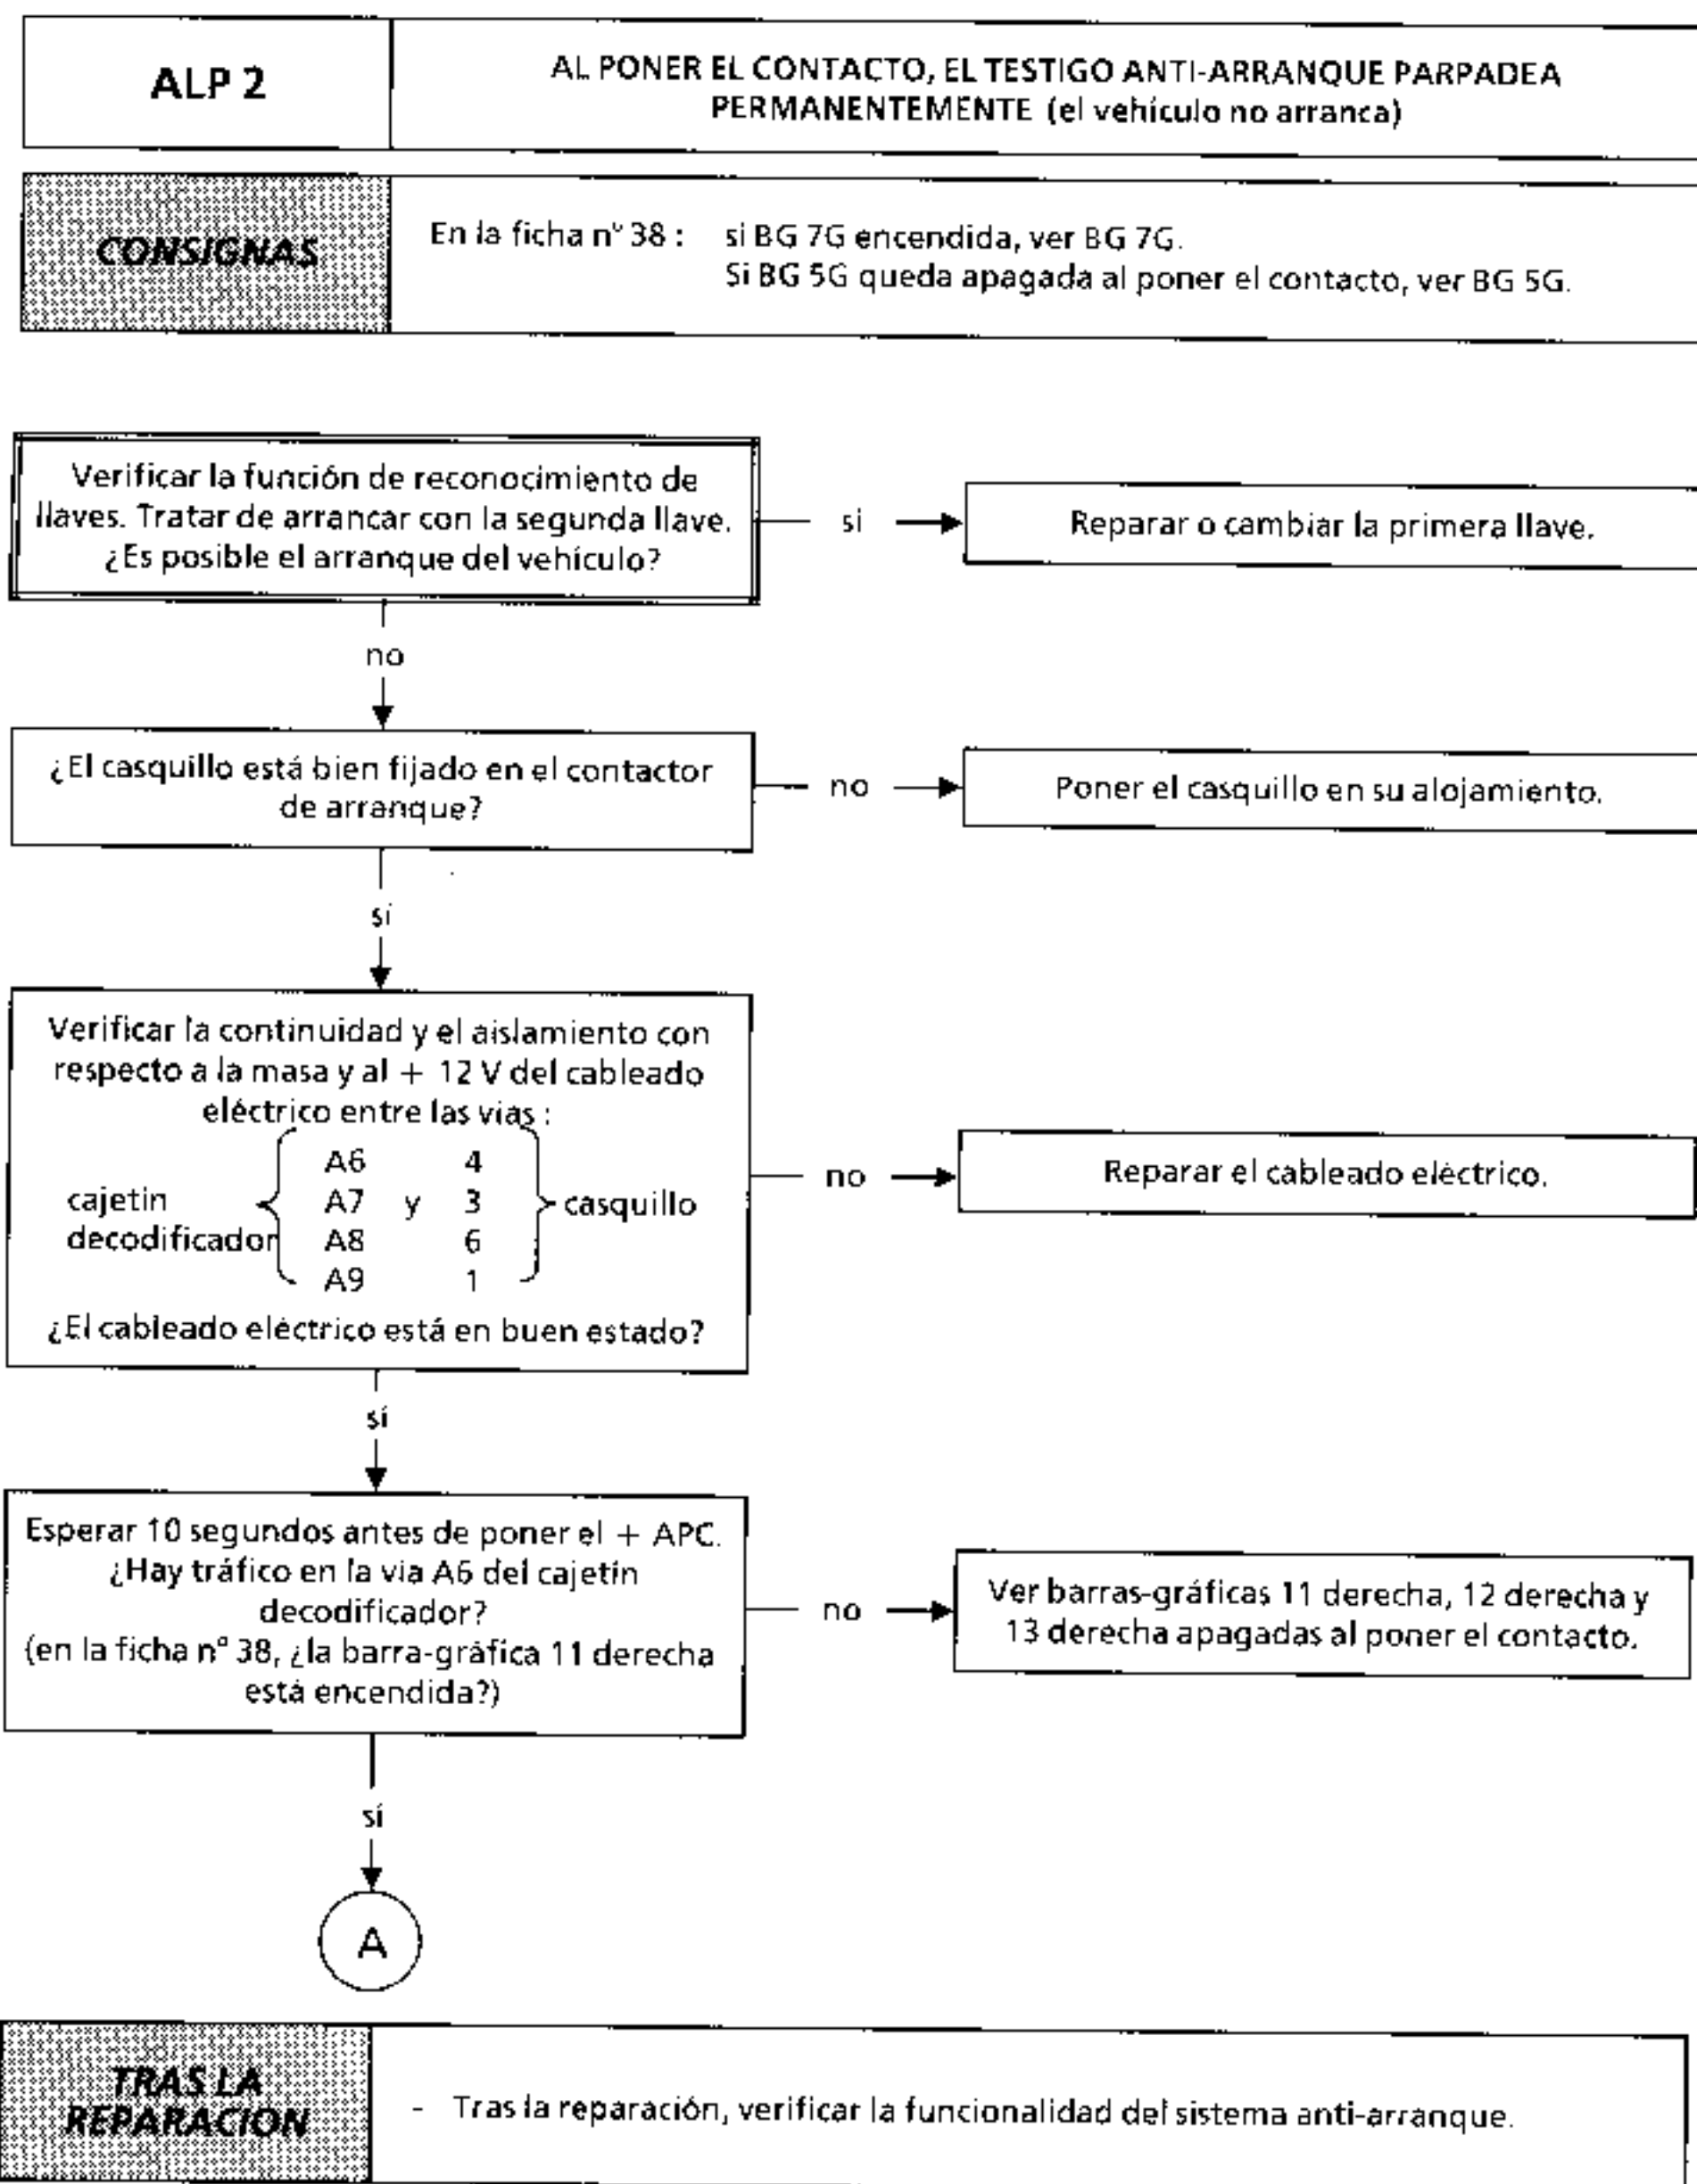 ALP 2
AL PONER EL CONTACTO, EL TESTIGO ANTI-ARRANQUE PARPADEA
PERMANENTEMENTE (el vehículo no arranca)
CONSIGNAS
En la ficha n° 38 : si BG 7G encendida, ver BG 7G.
Si BG 5G queda apagada al poner el contacto, ver BG 5G.
Verificar la función de reconocimiento de
llaves. Tratar de arrancar con la segunda llave.
¿Es posible el arranque del vehículo?
si
Reparar o cambiar la primera llave.
no
¿El casquillo está bien fijado en el contactor
de arranque?
no
Poner el casquillo en su alojamiento.
sí
Verificar la continuidad y el aislamiento con
respecto a la masa y al + 12 V del cableado
eléctrico entre las vias :
A6 4
cajetin A7 y 3 casquillo
decodificador A8 6
A9 1
¿El cableado eléctrico está en buen estado?
no
Reparar el cableado eléctrico.
sí
Esperar 10 segundos antes de poner el + APC.
¿Hay tráfico en la via A6 del cajetín
decodificador?
(en la ficha n° 38, ¿la barra-gráfica 11 derecha
está encendida?)
no
Ver barras-gráficas 11 derecha, 12 derecha y
13 derecha apagadas al poner el contacto.
sí
A
TRAS LA
REPARACION
- Tras la reparación, verificar la funcionalidad del sistema anti-arranque.